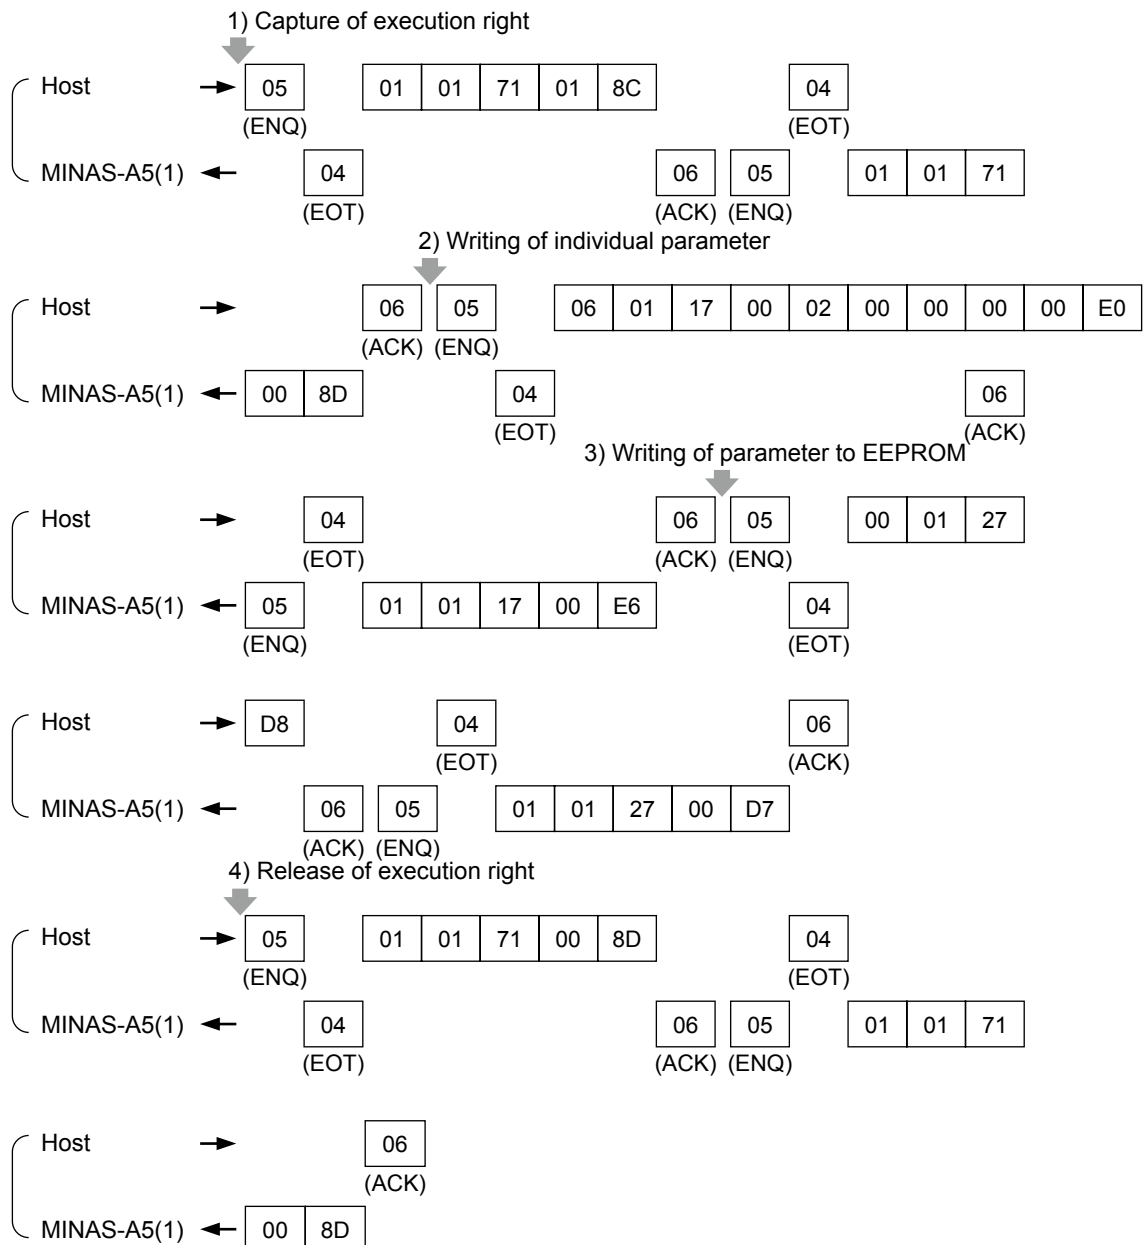 1) Capture of execution right
Host 05 01 01 71 01 8C 04
(ENQ) (EOT)
MINAS-A5(1) 04 06 05 01 01 71
(EOT) (ACK) (ENQ)
2) Writing of individual parameter
Host 06 05 06 01 17 00 02 00 00 00 00 E0
(ACK) (ENQ)
MINAS-A5(1) 00 8D 04 06
(EOT) (ACK)
3) Writing of parameter to EEPROM
Host 04 06 05 00 01 27
(EOT) (ACK) (ENQ)
MINAS-A5(1) 05 01 01 17 00 E6 04
(ENQ) (EOT)
Host D8 04 06
(EOT) (ACK)
MINAS-A5(1) 06 05 01 01 27 00 D7
(ACK) (ENQ)
4) Release of execution right
Host 05 01 01 71 00 8D 04
(ENQ) (EOT)
MINAS-A5(1) 04 06 05 01 01 71
(EOT) (ACK) (ENQ)
Host 06
(ACK)
MINAS-A5(1) 00 8D